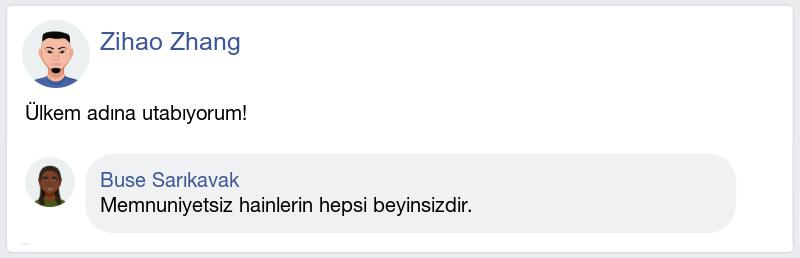 Zihao Zhang
Ülkem adına utabıyorum!
Buse Sarıkavak
Memnuniyetsiz hainlerin hepsi beyinsizdir.